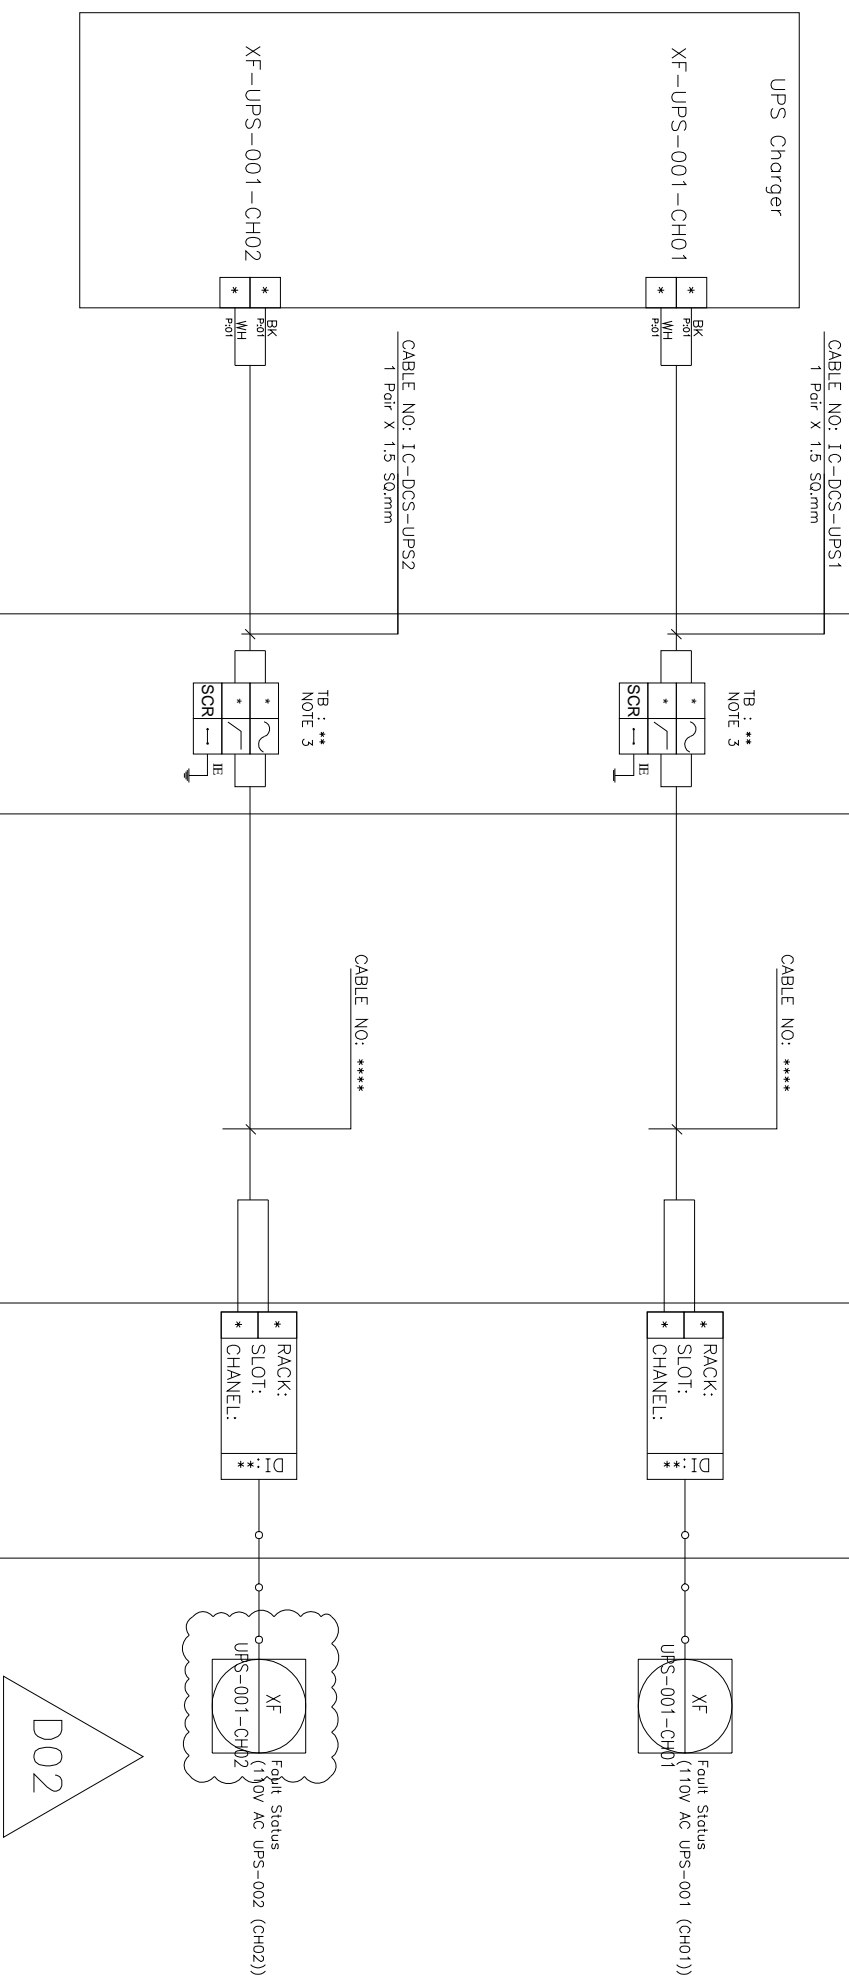 UPS Charger
XF-UPS-001-CH01
*
*
BK
P:01
WH
P:01
CABLE NO: IC-DCS-UPS1
1 Pair X 1.5 SQ.mm
TB : **
NOTE 3
*
*
SCR
IE
CABLE NO: ****
*
*
RACK:
SLOT:
CHANEL:
DI:**
XF
UPS-001-CH01
Fault Status
(110V AC UPS-001 (CH01))
XF-UPS-001-CH02
*
*
BK
P:01
WH
P:01
CABLE NO: IC-DCS-UPS2
1 Pair X 1.5 SQ.mm
TB : **
NOTE 3
*
*
SCR
IE
CABLE NO: ****
*
*
RACK:
SLOT:
CHANEL:
DI:**
XF
UPS-001-CH02
Fault Status
(110V AC UPS-002 (CH02))
D02